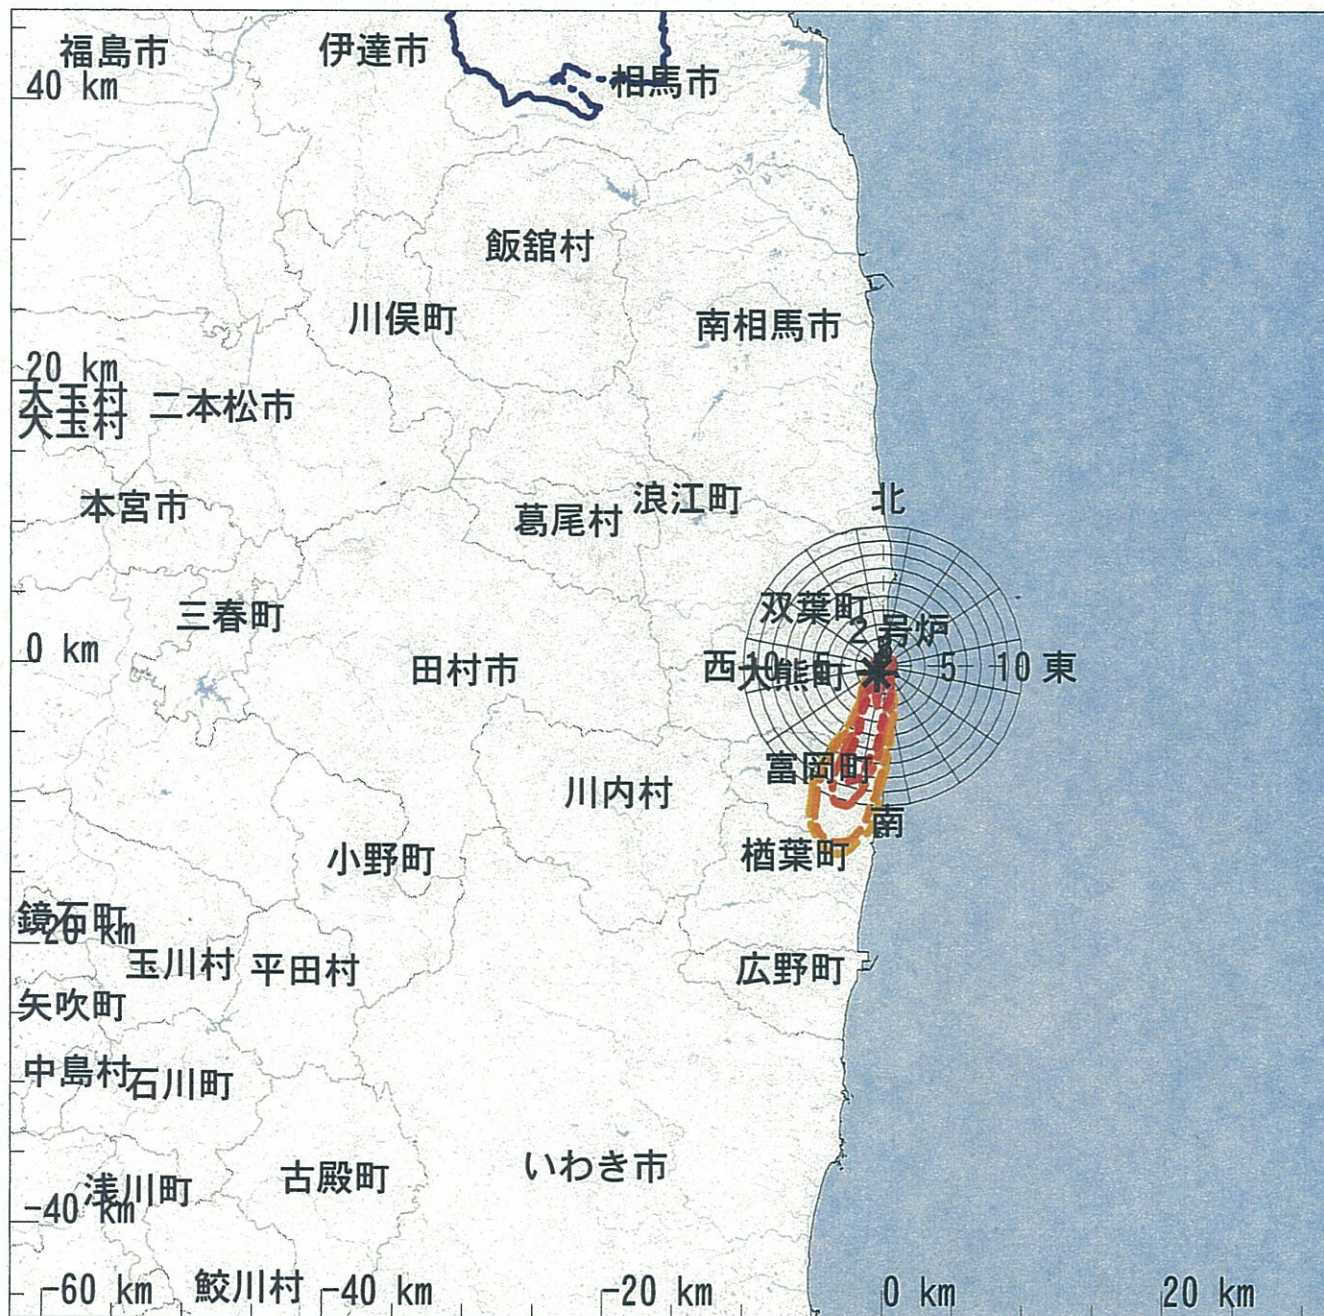 福島市
伊達市
相馬市
40 km
飯舘村
川俣町
南相馬市
20 km
大玉村
二本松市
大玉村
本宮市
葛尾村
浪江町
北
三春町
双葉町
2号炉
0 km
田村市
西
10
5
大熊町
5
10
東
富岡町
川内村
南
小野町
楢葉町
鏡石町
-20 km
玉川村
平田村
広野町
矢吹町
中島村
石川町
浅川町
古殿町
いわき市
-40 km
-60 km
鮫川村
-40 km
-20 km
0 km
20 km